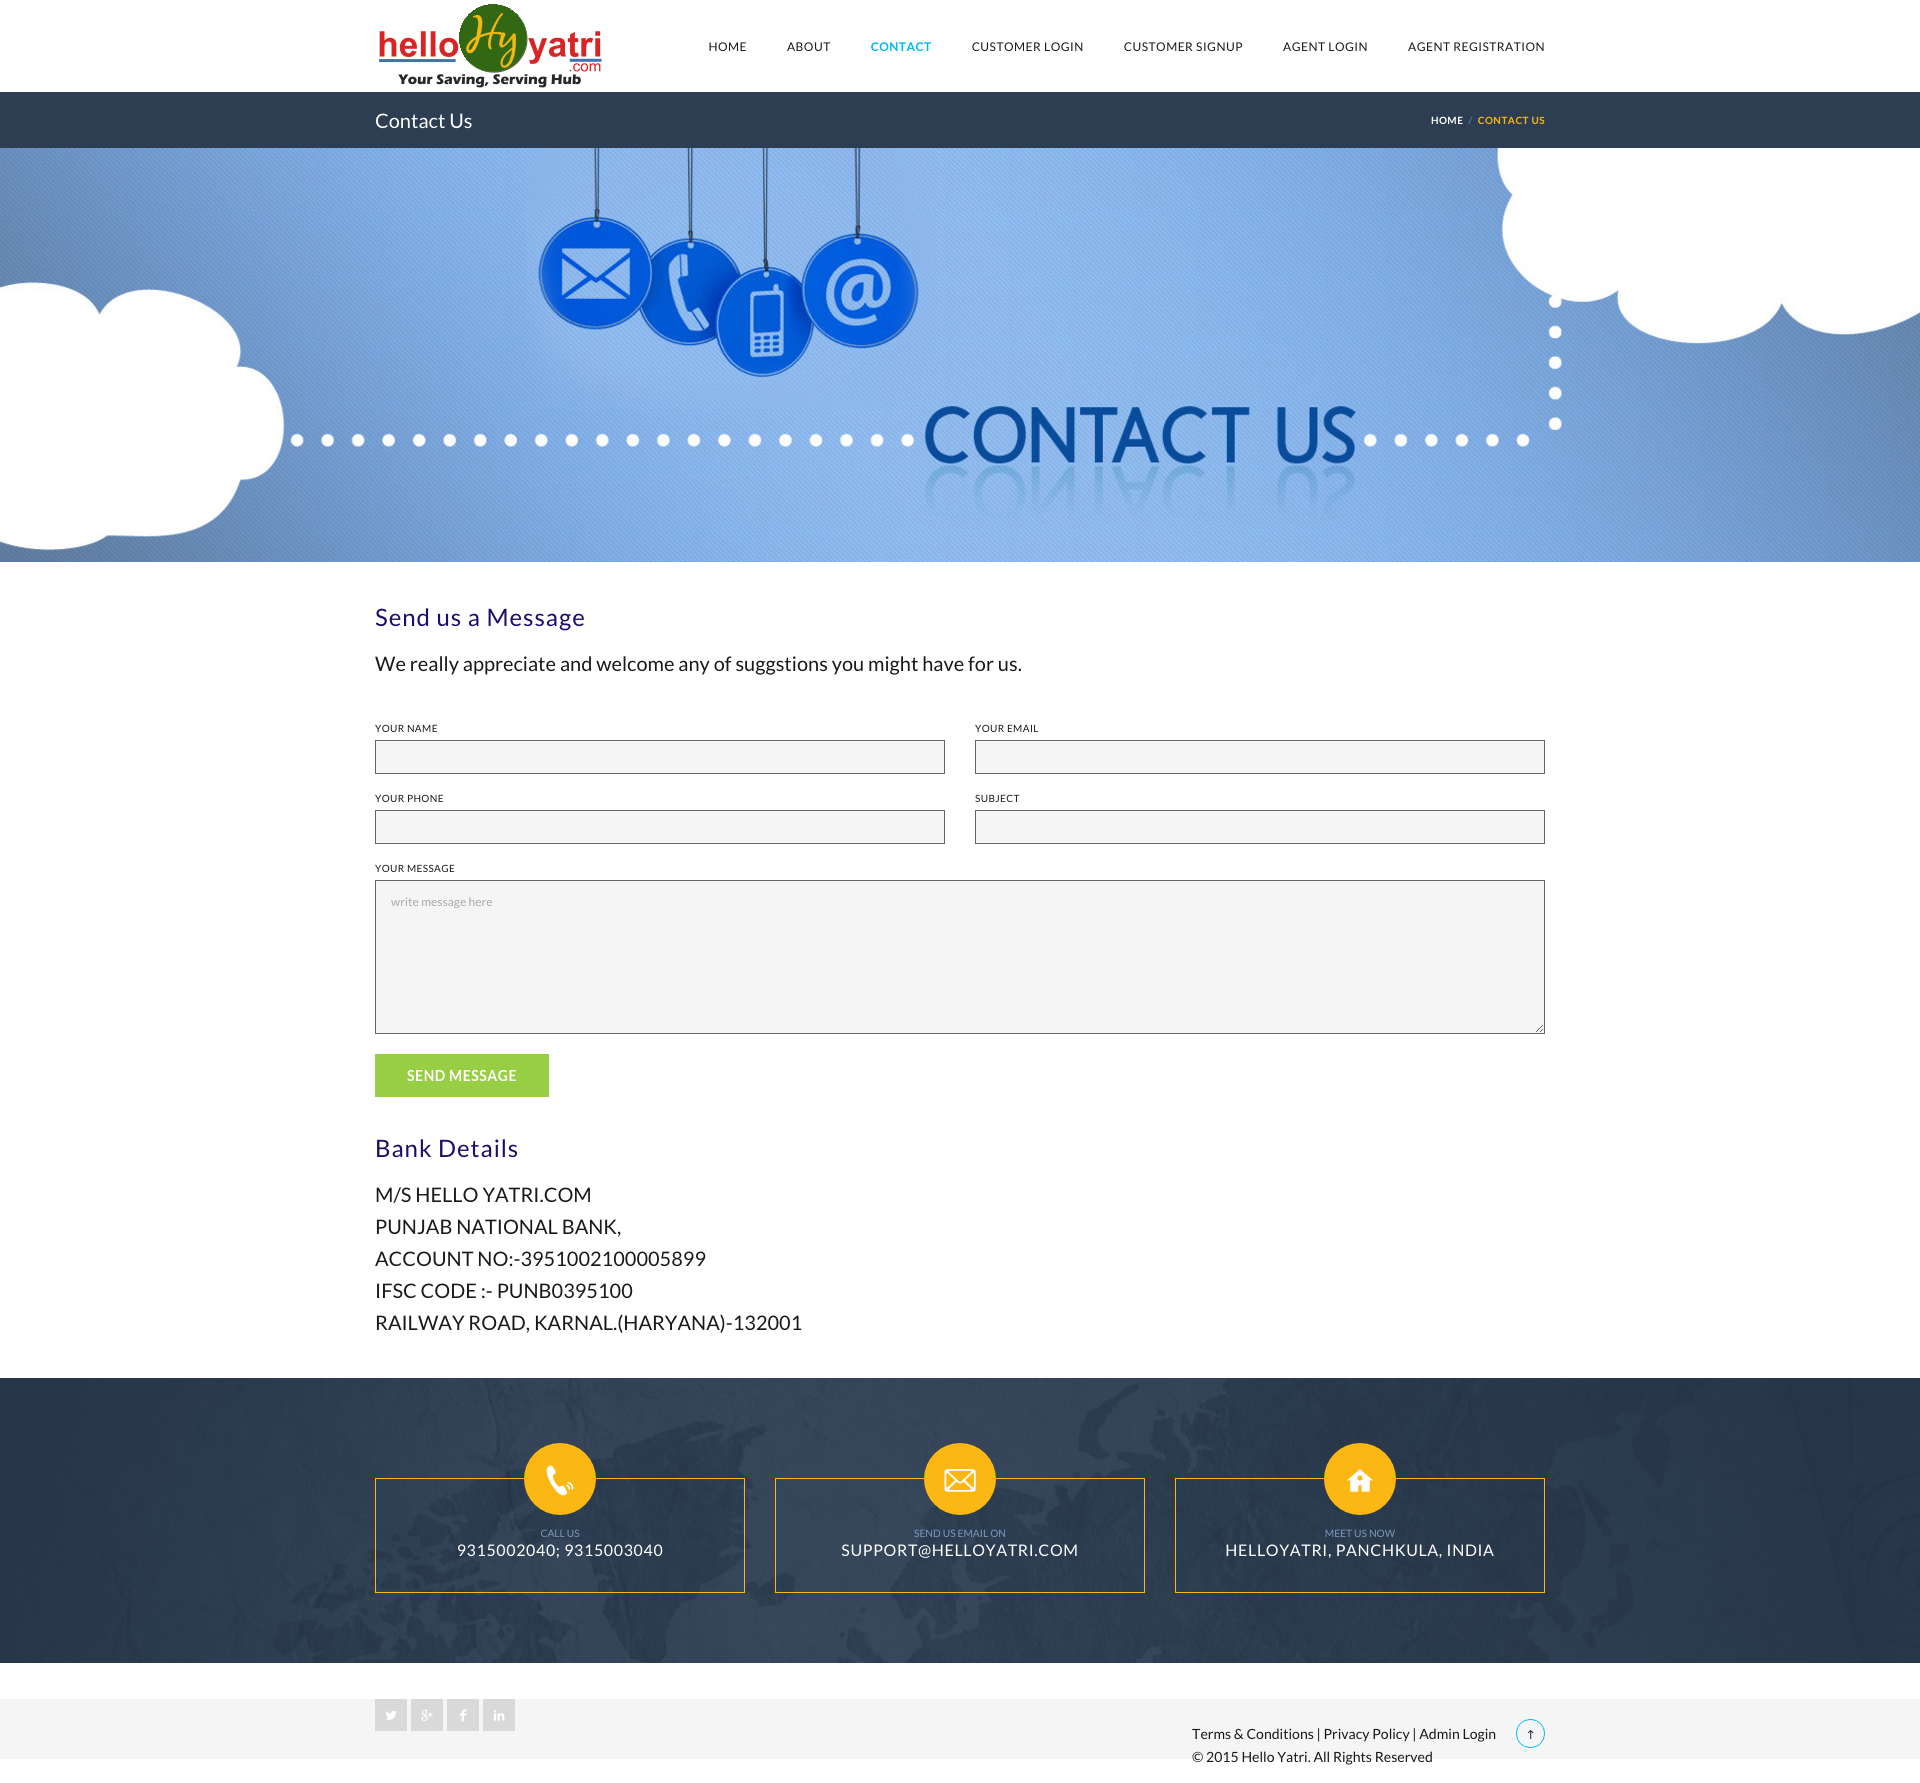 hello Hy yatri
.com
Your Saving, Serving Hub
HOME ABOUT CONTACT CUSTOMER LOGIN CUSTOMER SIGNUP AGENT LOGIN AGENT REGISTRATION
Contact Us
HOME / CONTACT US
@
CONTACT US
Send us a Message
We really appreciate and welcome any of suggstions you might have for us.
YOUR NAME
YOUR EMAIL
YOUR PHONE
SUBJECT
YOUR MESSAGE
write message here
SEND MESSAGE
Bank Details
M/S HELLO YATRI.COM
PUNJAB NATIONAL BANK,
ACCOUNT NO:-3951002100005899
IFSC CODE :- PUNB0395100
RAILWAY ROAD, KARNAL.(HARYANA)-132001
CALL US
9315002040; 9315003040
SEND US EMAIL ON
SUPPORT@HELLOYATRI.COM
MEET US NOW
HELLOYATRI, PANCHKULA, INDIA
Terms & Conditions | Privacy Policy | Admin Login
© 2015 Hello Yatri. All Rights Reserved